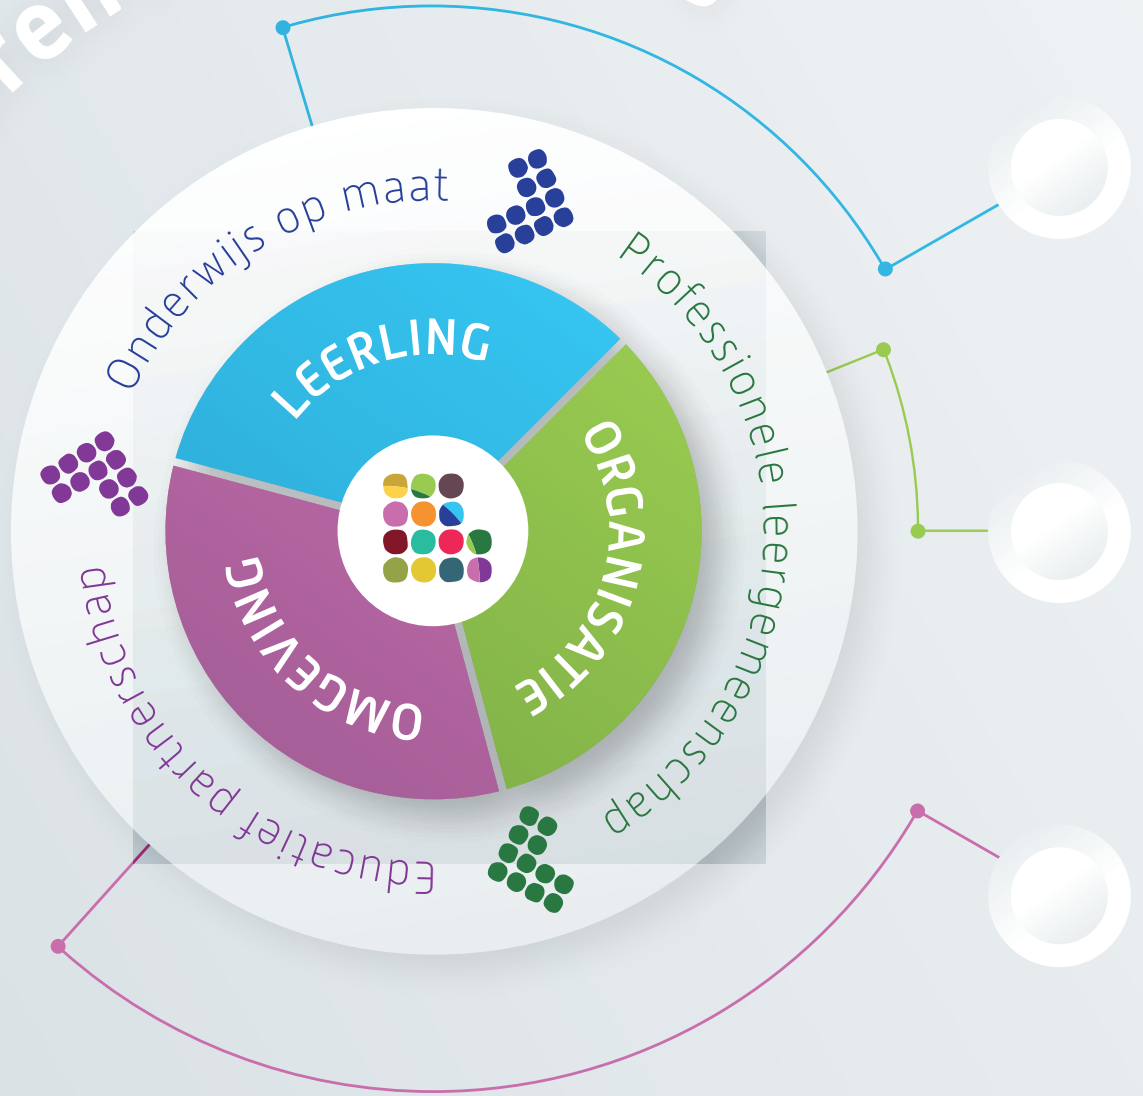 Onderwijs op maat
Professionele leergemeenschap
Educatief partnerschap
LEERLING
ORGANISATIE
OMGEVING